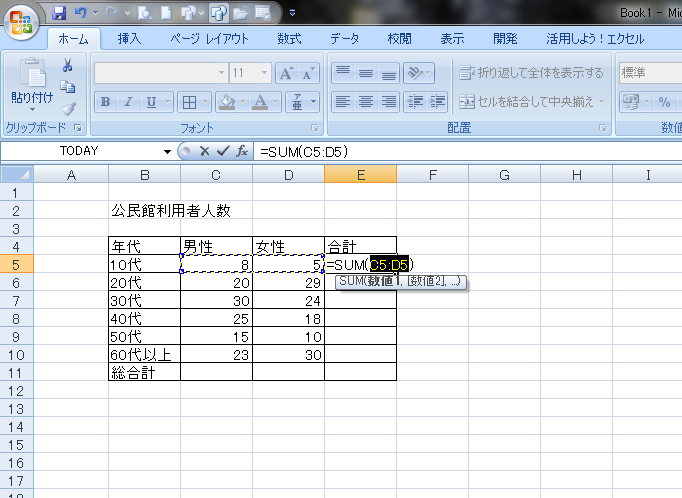 Book1 - Mic
ホーム 挿入 ページ レイアウト 数式 データ 校閲 表示 開発 活用しよう！エクセル
貼り付け 11 A A 折り返して全体を表示する 標準
B I U A ア 亜 セルを結合して中央揃え %
クリップボード フォント 配置 数値
TODAY fx =SUM(C5:D5)
A B C D E F G H I
1
2 公民館利用者人数
3
4 年代 男性 女性 合計
5 10代 8 5 =SUM(C5:D5)
SUM(数値1, [数値2], ...)
6 20代 20 29
7 30代 30 24
8 40代 25 18
9 50代 15 10
10 60代以上 23 30
11 総合計
12
13
14
15
16
17
18